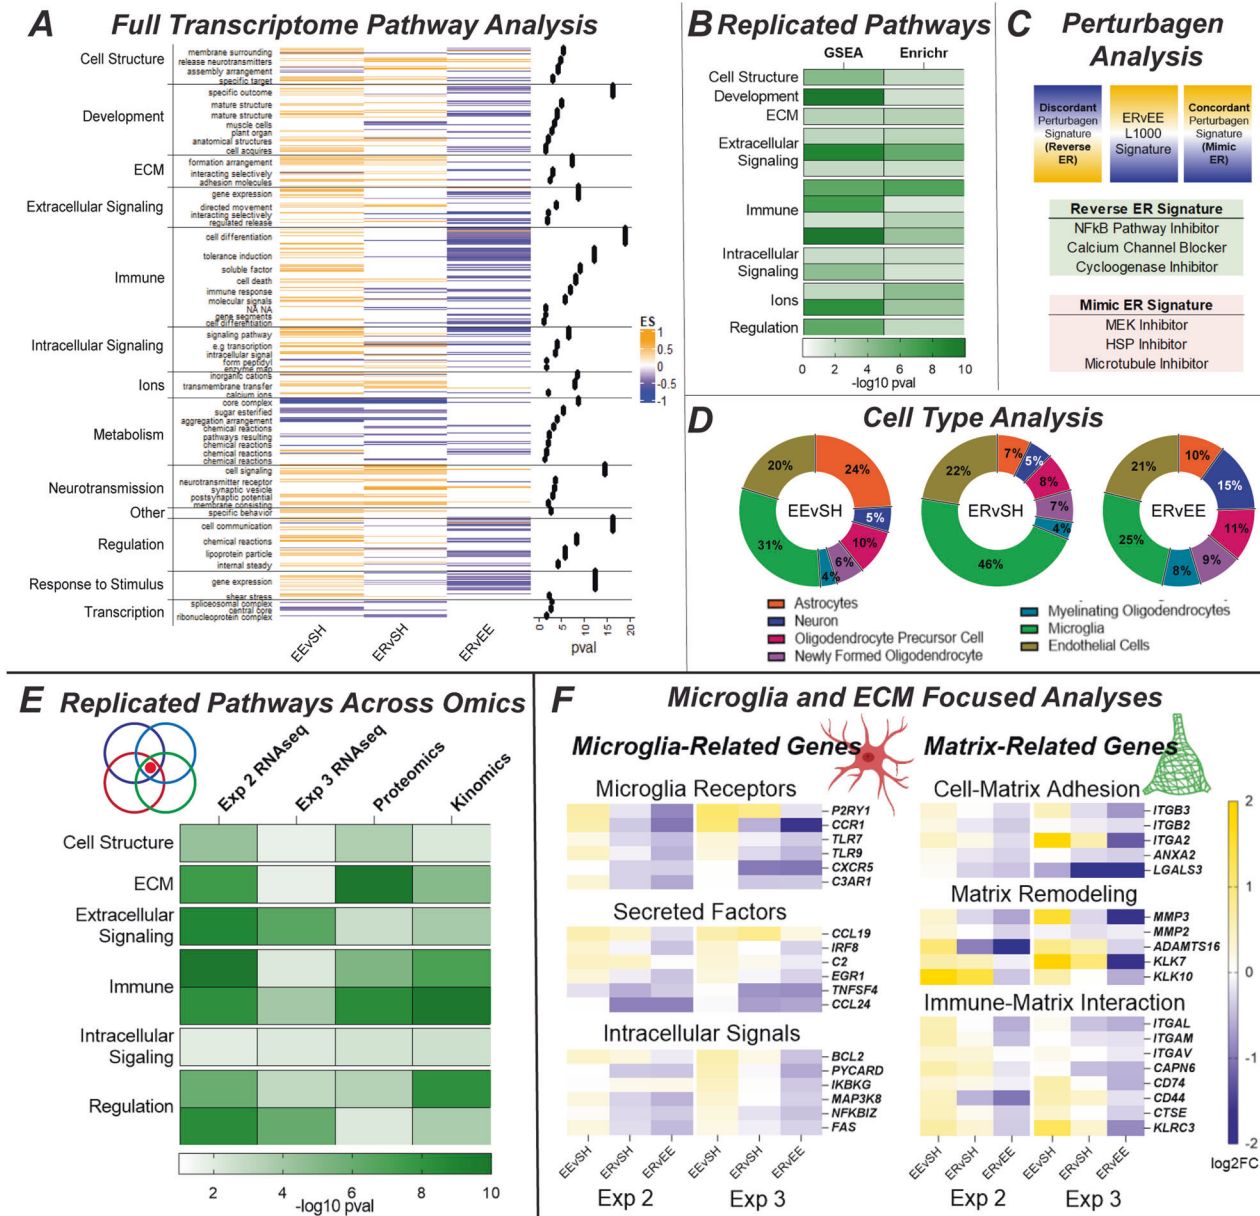 A Full Transcriptome Pathway Analysis
Cell Structure
membrane surrounding
release neurotransmitters
assembly arrangement
specific target
Development
specific outcome
mature structure
mature structure
muscle cells
plant organ
anatomical structures
cell acquires
ECM
formation arrangement
interacting selectively
adhesion molecules
Extracellular Signaling
gene expression
directed movement
interacting selectively
regulated release
Immune
cell differentiation
tolerance induction
soluble factor
cell death
immune response
molecular signals
NA NA
gene segments
cell differentiation
Intracellular Signaling
signaling pathway
e.g transcription
intracellular signal
form peptidyl
enzyme map
Ions
inorganic cations
transmembrane transfer
calcium ions
Metabolism
core complex
sugar esterified
aggregation arrangement
chemical reactions
pathways resulting
chemical reactions
chemical reactions
chemical reactions
Neurotransmission
cell signaling
neurotransmitter receptor
synaptic vesicle
postsynaptic potential
membrane consisting
Other
specific behavior
Regulation
cell communication
chemical reactions
lipoprotein particle
internal steady
Response to Stimulus
gene expression
shear stress
Transcription
spliceosomal complex
central core
ribonucleoprotein complex
EEvSH ERvSH ERvEE
0 5 10 15 20
pval
ES
1
0.5
0
-0.5
-1
B Replicated Pathways
GSEA Enrichr
Cell Structure
Development
ECM
Extracellular
Signaling
Immune
Intracellular
Signaling
Ions
Regulation
0 2 4 6 8 10
-log10 pval
C Perturbagen
Analysis
Discordant
Perturbagen
Signature
(Reverse
ER)
ERvEE
L1000
Signature
Concordant
Perturbagen
Signature
(Mimic
ER)
Reverse ER Signature
NFkB Pathway Inhibitor
Calcium Channel Blocker
Cycloogenase Inhibitor
Mimic ER Signature
MEK Inhibitor
HSP Inhibitor
Microtubule Inhibitor
D Cell Type Analysis
EEvSH
24%
5%
10%
6%
4%
31%
20%
ERvSH
7%
5%
8%
7%
4%
46%
22%
ERvEE
10%
15%
11%
9%
8%
25%
21%
Astrocytes
Neuron
Oligodendrocyte Precursor Cell
Newly Formed Oligodendrocyte
Myelinating Oligodendrocytes
Microglia
Endothelial Cells
E Replicated Pathways Across Omics
Exp 2 RNAseq
Exp 3 RNAseq
Proteomics
Kinomics
Cell Structure
ECM
Extracellular
Signaling
Immune
Intracellular
Sigaling
Regulation
2 4 6 8 10
-log10 pval
F Microglia and ECM Focused Analyses
Microglia-Related Genes
Microglia Receptors
P2RY1
CCR1
TLR7
TLR9
CXCR5
C3AR1
Secreted Factors
CCL19
IRF8
C2
EGR1
TNFSF4
CCL24
Intracellular Signals
BCL2
PYCARD
IKBKG
MAP3K8
NFKBIZ
FAS
EEvSH ERvSH ERvEE EEvSH ERvSH ERvEE
Exp 2 Exp 3
Matrix-Related Genes
Cell-Matrix Adhesion
ITGB3
ITGB2
ITGA2
ANXA2
LGALS3
Matrix Remodeling
MMP3
MMP2
ADAMTS16
KLK7
KLK10
Immune-Matrix Interaction
ITGAL
ITGAM
ITGAV
CAPN6
CD74
CD44
CTSE
KLRC3
EEvSH ERvSH ERvEE EEvSH ERvSH ERvEE
Exp 2 Exp 3
2
1
0
-1
-2
log2FC